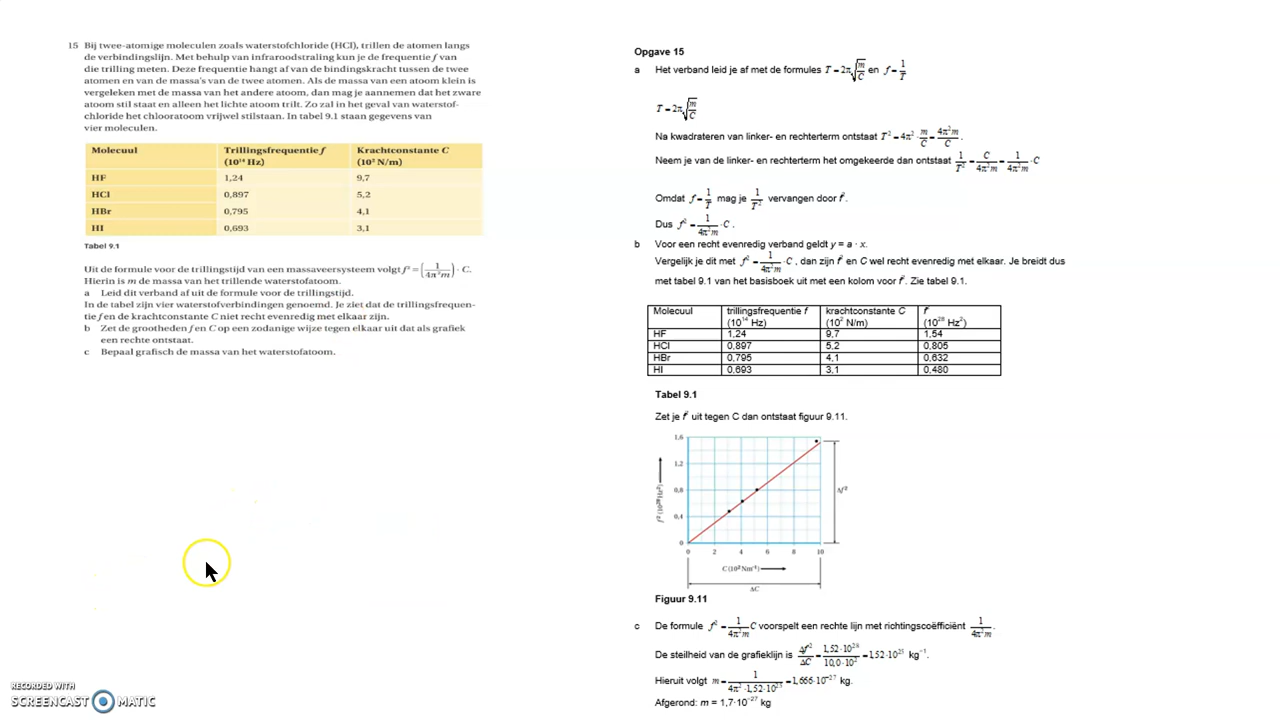 15 Bij twee-atomige moleculen zoals waterstofchloride (HCl), trillen de atomen langs
de verbindingslijn. Met behulp van infraroodstraling kun je de frequentie f van
die trilling meten. Deze frequentie hangt af van de bindingskracht tussen de twee
atomen en van de massa's van de twee atomen. Als de massa van een atoom klein is
vergeleken met de massa van het andere atoom, dan mag je aannemen dat het zware
atoom stil staat en alleen het lichte atoom trilt. Zo zal in het geval van waterstof-
chloride het chlooratoom vrijwel stilstaan. In tabel 9.1 staan gegevens van
vier moleculen.
Molecuul Trillingsfrequentie f Krachtconstante C
(10¹⁴ Hz) (10² N/m)
HF 1,24 9,7
HCl 0,897 5,2
HBr 0,795 4,1
HI 0,693 3,1
Tabel 9.1
Uit de formule voor de trillingstijd van een massaveersysteem volgt f² = (1/4π²m) · C.
Hierin is m de massa van het trillende waterstofatoom.
a Leid dit verband af uit de formule voor de trillingstijd.
In de tabel zijn vier waterstofverbindingen genoemd. Je ziet dat de trillingsfrequen-
tie f en de krachtconstante C niet recht evenredig met elkaar zijn.
b Zet de grootheden f en C op een zodanige wijze tegen elkaar uit dat als grafiek
een rechte ontstaat.
c Bepaal grafisch de massa van het waterstofatoom.
RECORDED WITH
SCREENCAST MATIC
Opgave 15
a Het verband leid je af met de formules T = 2π√(m/C) en f = 1/T
T = 2π√(m/C)
Na kwadrateren van linker- en rechterterm ontstaat T² = 4π² · m/C = 4π²m/C .
Neem je van de linker- en rechterterm het omgekeerde dan ontstaat 1/T² = C/4π²m = 1/4π²m · C
Omdat f = 1/T mag je 1/T² vervangen door f².
Dus f² = 1/4π²m · C .
b Voor een recht evenredig verband geldt y = a · x.
Vergelijk je dit met f² = 1/4π²m · C , dan zijn f² en C wel recht evenredig met elkaar. Je breidt dus
met tabel 9.1 van het basisboek uit met een kolom voor f². Zie tabel 9.1.
Molecuul trillingsfrequentie f krachtconstante C f²
(10¹⁴ Hz) (10² N/m) (10²⁸ Hz²)
HF 1,24 9,7 1,54
HCl 0,897 5,2 0,805
HBr 0,795 4,1 0,632
HI 0,693 3,1 0,480
Tabel 9.1
Zet je f² uit tegen C dan ontstaat figuur 9.11.
1,6
1,2
0,8
0,4
0
f² (10²⁸ Hz²)
Δf²
0 2 4 6 8 10
C (10² Nm⁻¹)
ΔC
Figuur 9.11
c De formule f² = 1/4π²m C voorspelt een rechte lijn met richtingscoëfficiënt 1/4π²m .
De steilheid van de grafieklijn is Δf²/ΔC = 1,52·10²⁸/10,0·10² = 1,52·10²⁵ kg⁻¹.
Hieruit volgt m = 1/4π²·1,52·10²⁵ = 1,666·10⁻²⁷ kg.
Afgerond: m = 1,7·10⁻²⁷ kg